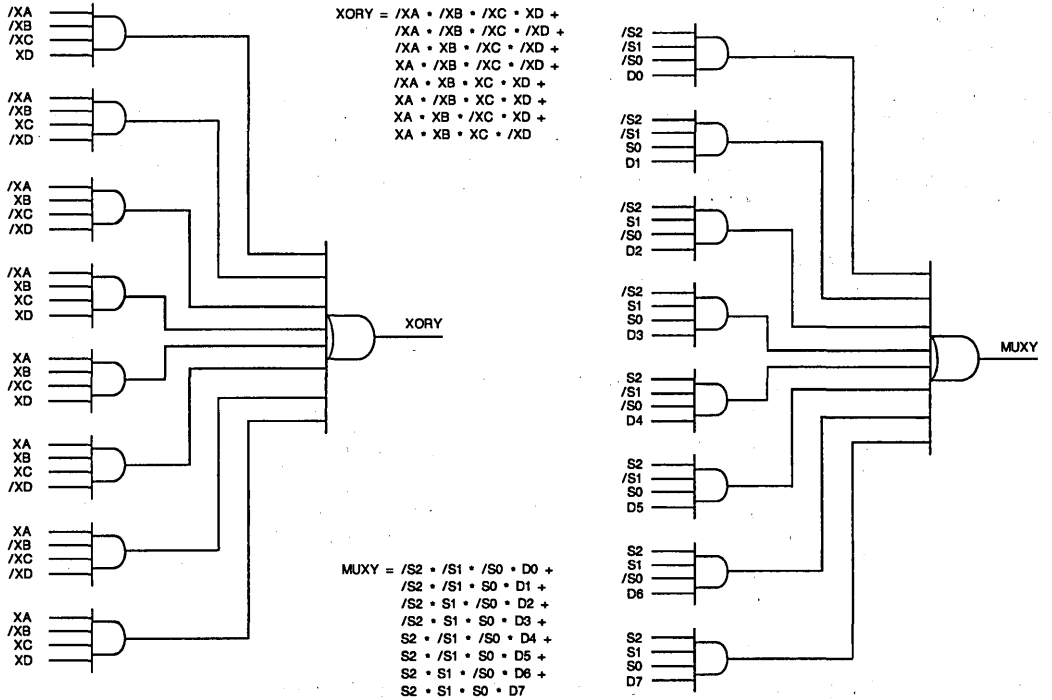 /XA
/XB
/XC
XD
/XA
/XB
XC
/XD
/XA
XB
/XC
/XD
/XA
XB
XC
XD
XA
XB
/XC
XD
XA
XB
XC
/XD
XA
/XB
/XC
/XD
XA
/XB
XC
XD
XORY
XORY = /XA * /XB * /XC * XD +
/XA * /XB * /XC * /XD +
/XA * XB * /XC * /XD +
XA * /XB * /XC * /XD +
/XA * XB * XC * XD +
XA * /XB * XC * XD +
XA * XB * /XC * XD +
XA * XB * XC * /XD
MUXY = /S2 * /S1 * /S0 * D0 +
/S2 * /S1 * S0 * D1 +
/S2 * S1 * /S0 * D2 +
/S2 * S1 * S0 * D3 +
S2 * /S1 * /S0 * D4 +
S2 * /S1 * S0 * D5 +
S2 * S1 * /S0 * D6 +
S2 * S1 * S0 * D7
/S2
/S1
/S0
D0
/S2
/S1
S0
D1
/S2
S1
/S0
D2
/S2
S1
S0
D3
S2
/S1
/S0
D4
S2
/S1
S0
D5
S2
S1
/S0
D6
S2
S1
S0
D7
MUXY